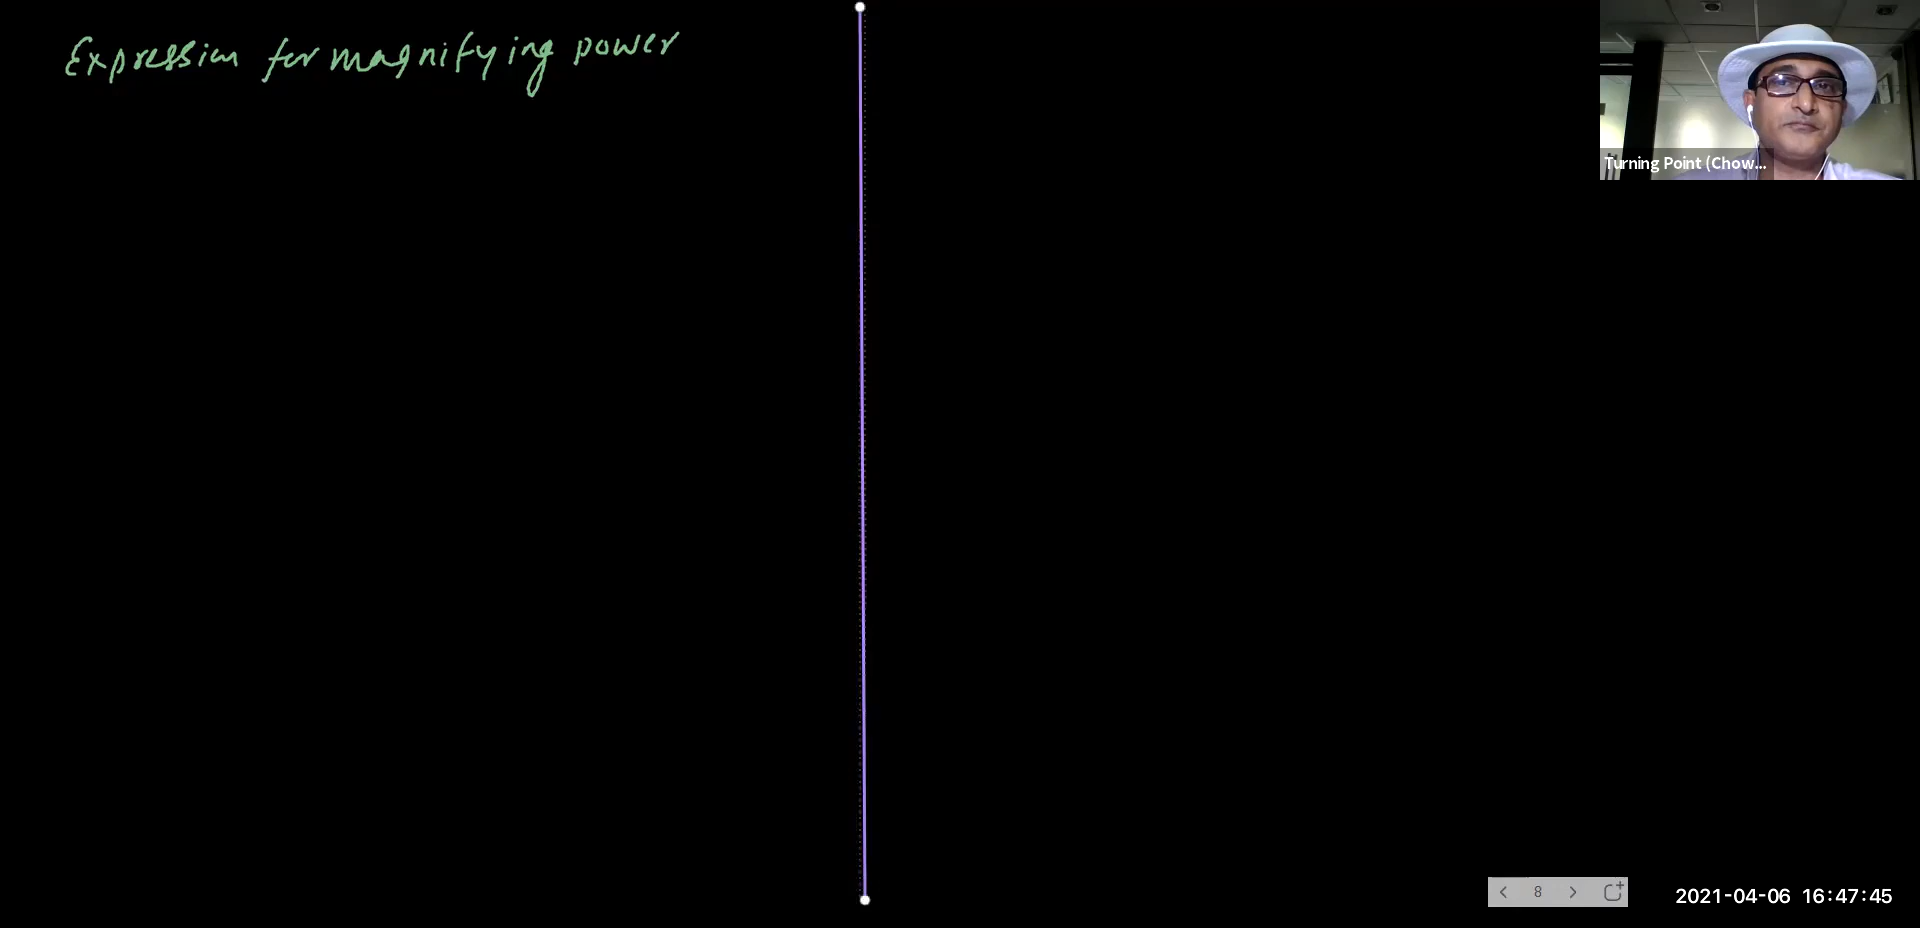 Expression for magnifying power
Turning Point (Chow...
8
2021-04-06 16:47:45